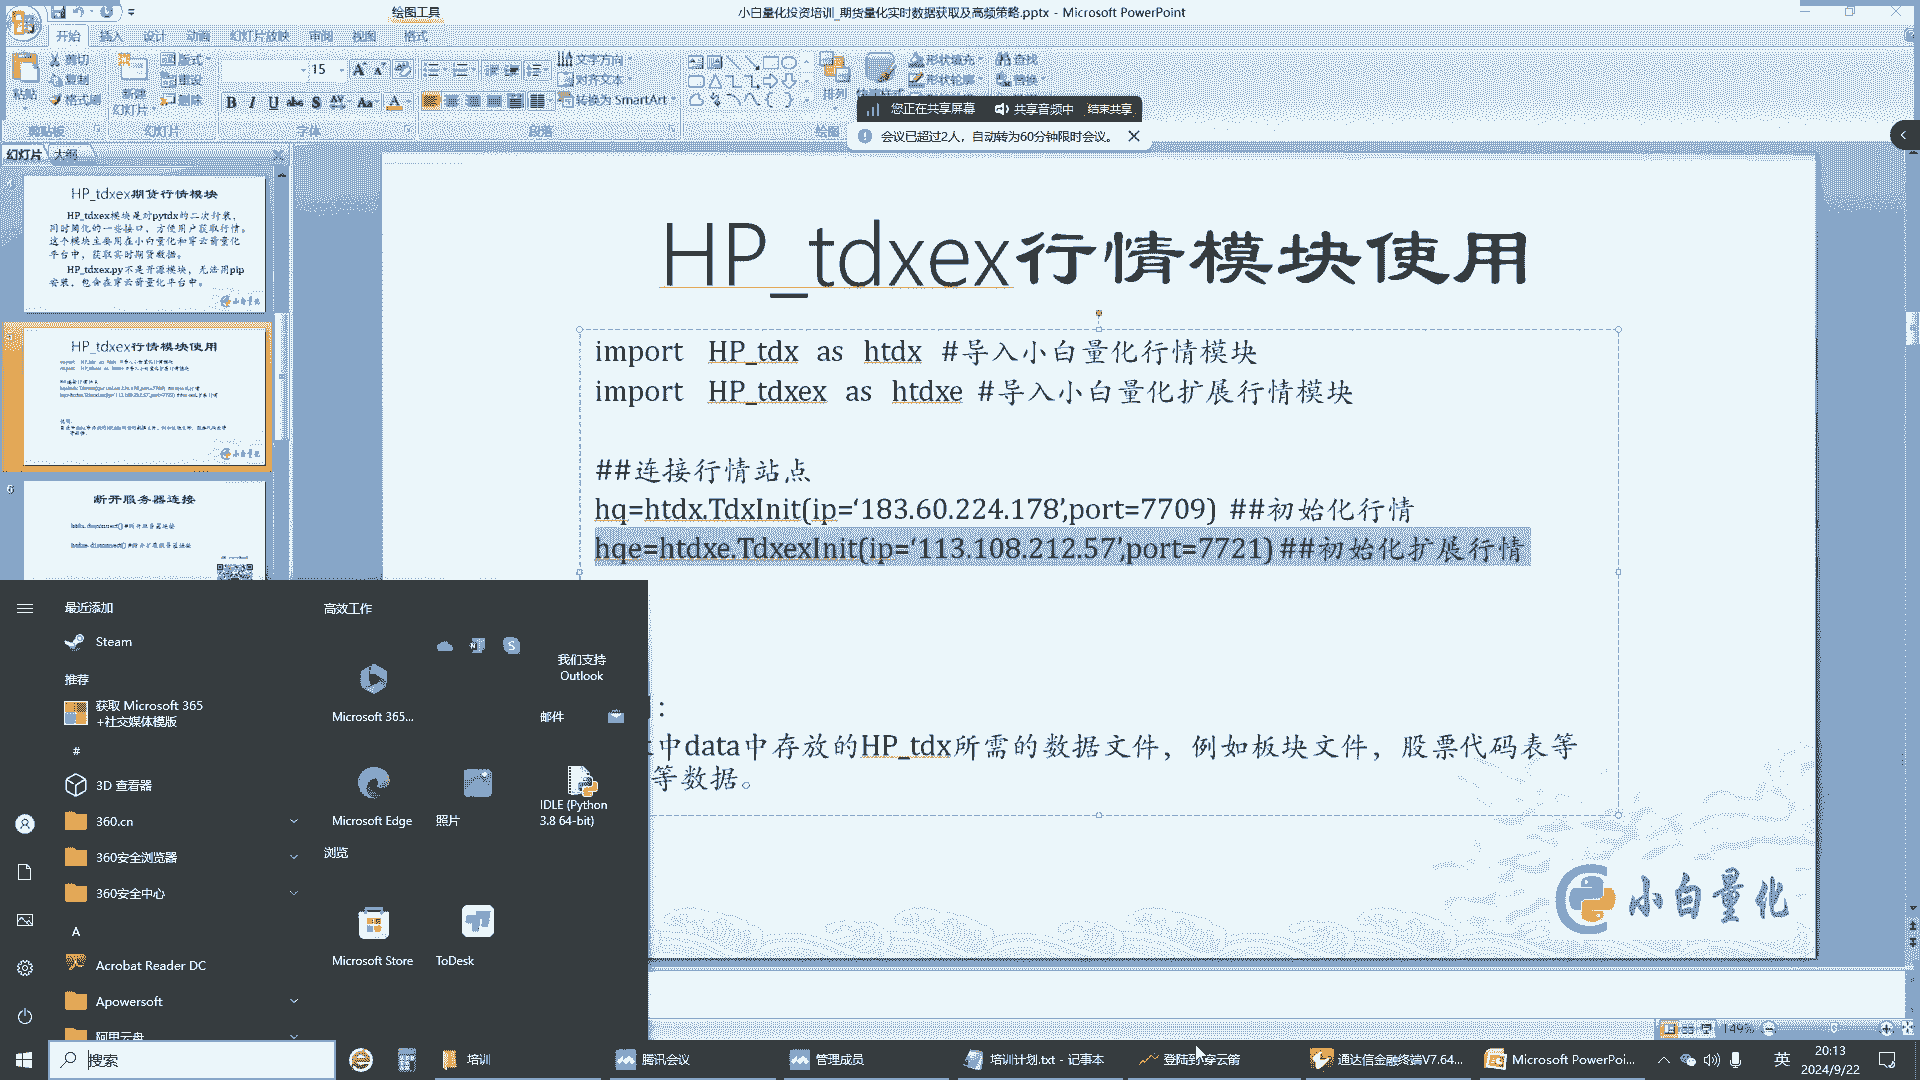 绘图工具
小白量化投资培训_期货量化实时数据获取及高频策略.pptx - Microsoft PowerPoint
开始 插入 设计 动画 幻灯片放映 审阅 视图 格式
粘贴
剪切
复制
格式刷
剪贴板
新建
幻灯片
版式
重设
删除
幻灯片
15
B I U abc S AV Aa A
字体
文字方向
对齐文本
转换为 SmartArt
段落
排列
形状填充
形状轮廓
绘图
查找
替换
您正在共享屏幕 共享音频中 结束共享
会议已超过2人，自动转为60分钟限时会议。
幻灯片 大纲
4
HP_tdxex期货行情模块
HP_tdxex模块是对pytdx的二次封装，
同时简化的一些接口，方便用户获取行情。
这个模块主要用在小白量化和穿云箭量化
平台中，获取实时期货数据。
HP_tdxex.py不是开源模块，无法用pip
安装，包含在穿云箭量化平台中。
小白量化
5
HP_tdxex行情模块使用
小白量化
6
断开服务器连接
HP_tdxex行情模块使用
import HP_tdx as htdx #导入小白量化行情模块
import HP_tdxex as htdxe #导入小白量化扩展行情模块
##连接行情站点
hq=htdx.TdxInit(ip=‘183.60.224.178’,port=7709) ##初始化行情
hqe=htdxe.TdxexInit(ip=‘113.108.212.57’,port=7721) ##初始化扩展行情
：
中data中存放的HP_tdx所需的数据文件，例如板块文件，股票代码表等
等数据。
小白量化
最近添加
Steam
推荐
获取 Microsoft 365
+社交媒体模版
#
3D 查看器
360.cn
360安全浏览器
360安全中心
A
Acrobat Reader DC
Apowersoft
阿里云盘
高效工作
Microsoft 365...
我们支持
Outlook
邮件
Microsoft Edge
照片
IDLE (Python
3.8 64-bit)
浏览
Microsoft Store
ToDesk
149%
搜索
培训
腾讯会议
管理成员
培训计划.txt - 记事本
登陆到穿云箭
通达信金融终端V7.64...
Microsoft PowerPoi...
英
20:13
2024/9/22